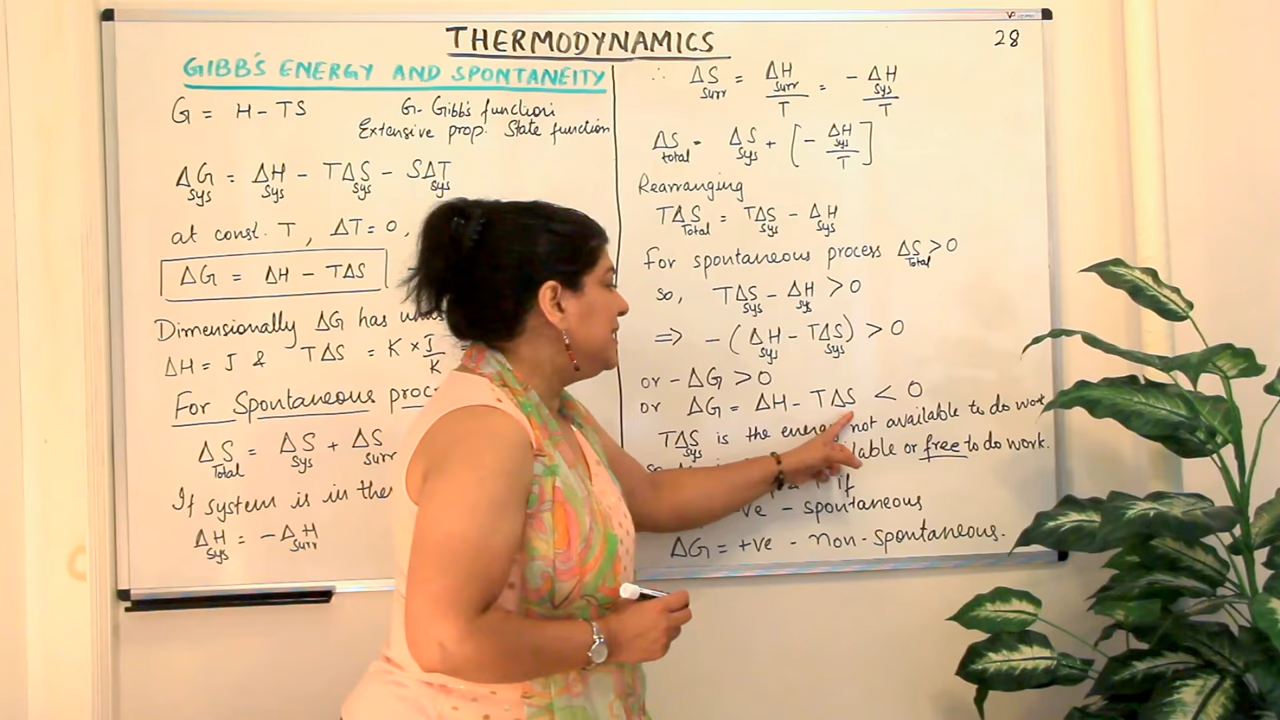 THERMODYNAMICS
28
GIBB'S ENERGY AND SPONTANEITY
G = H - TS G - Gibb's function
Extensive prop. State function
ΔG sys = ΔH sys - TΔS sys - SΔT sys
at const. T, ΔT = 0,
ΔG = ΔH - TΔS
Dimensionally ΔG has
ΔH = J & TΔS = K × J/K =
For Spontaneous
ΔS Total = ΔS sys + ΔS surr
If system is in
ΔH sys = - ΔH surr
∴ ΔS surr = ΔH surr / T = - ΔH sys / T
ΔS total = ΔS sys + [ - ΔH sys / T ]
Rearranging
TΔS Total = TΔS sys - ΔH sys
For spontaneous process ΔS Total > 0
so, TΔS sys - ΔH sys > 0
⇒ - (ΔH sys - TΔS sys) > 0
or - ΔG > 0
or ΔG = ΔH - TΔS < 0
TΔS sys is the energy not available to do work
or free to do work.
if
-ve - spontaneous
ΔG = +ve - non-spontaneous.